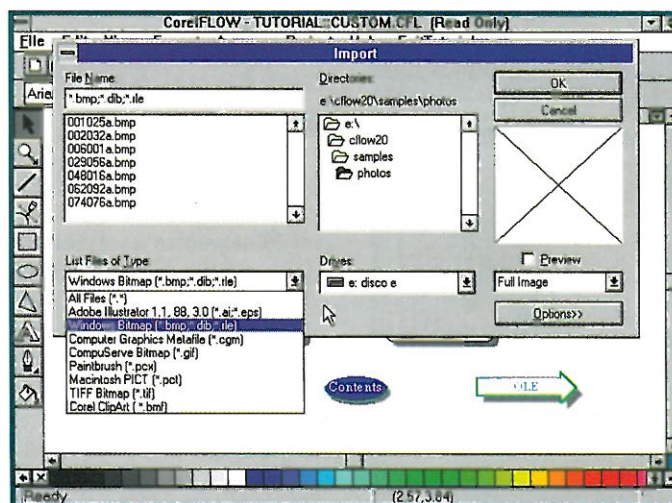 CorelFLOW - TUTORIAL::CUSTOM.CFL [Read Only]
File
Import
File Name:
*.bmp;*.dib;*.rle
001025a.bmp
002032a.bmp
006001a.bmp
029056a.bmp
048016a.bmp
062092a.bmp
074076a.bmp
Directories:
e:\cflow20\samples\photos
e:\
cflow20
samples
photos
OK
Cancel
List Files of Type:
Windows Bitmap (*.bmp;*.dib;*.rle)
All Files (*.*)
Adobe Illustrator 1.1, 88, 3.0 (*.ai;*.eps)
Windows Bitmap (*.bmp;*.dib;*.rle)
Computer Graphics Metafile (*.cgm)
CompuServe Bitmap (*.gif)
Paintbrush (*.pcx)
Macintosh PICT (*.pct)
TIFF Bitmap (*.tif)
Corel ClipArt (*.bmf)
Drives:
e: disco e
Preview
Full Image
Options>>
Contents
OLE
Ready
(2.57,3.84)